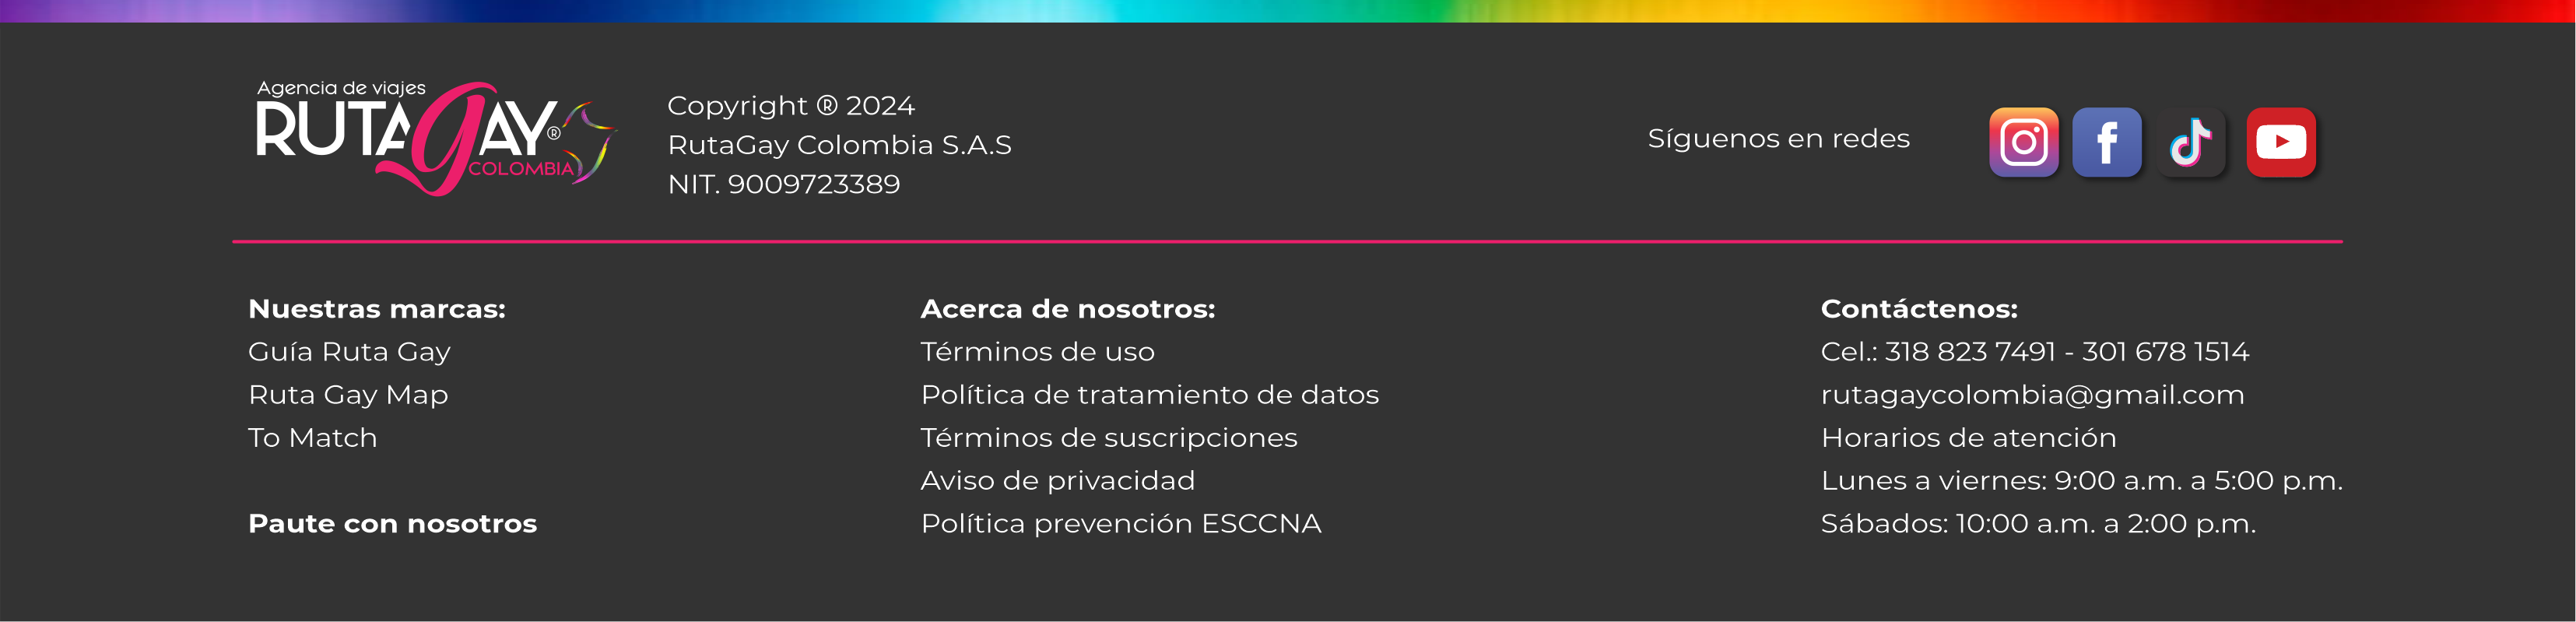 Agencia de viajes
RUTA GAY®
COLOMBIA
Copyright ® 2024
RutaGay Colombia S.A.S
NIT. 9009723389
Síguenos en redes
Nuestras marcas:
Guía Ruta Gay
Ruta Gay Map
To Match
Paute con nosotros
Acerca de nosotros:
Términos de uso
Política de tratamiento de datos
Términos de suscripciones
Aviso de privacidad
Política prevención ESCCNA
Contáctenos:
Cel.: 318 823 7491 - 301 678 1514
rutagaycolombia@gmail.com
Horarios de atención
Lunes a viernes: 9:00 a.m. a 5:00 p.m.
Sábados: 10:00 a.m. a 2:00 p.m.